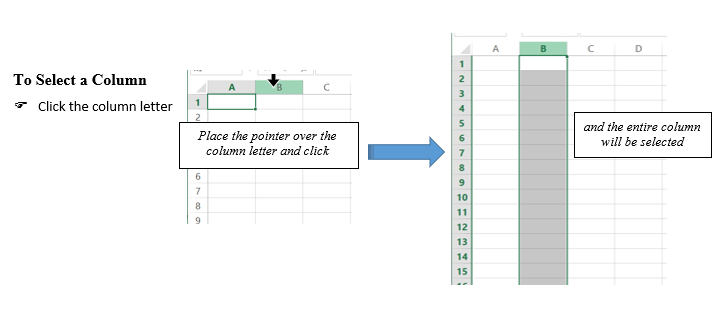 To Select a Column
☞ Click the column letter
A B C
1
2
Place the pointer over the
column letter and click
6
7
8
9
A B C D
1
2
3
4
5
6
7
8
9
10
11
12
13
14
15
and the entire column
will be selected